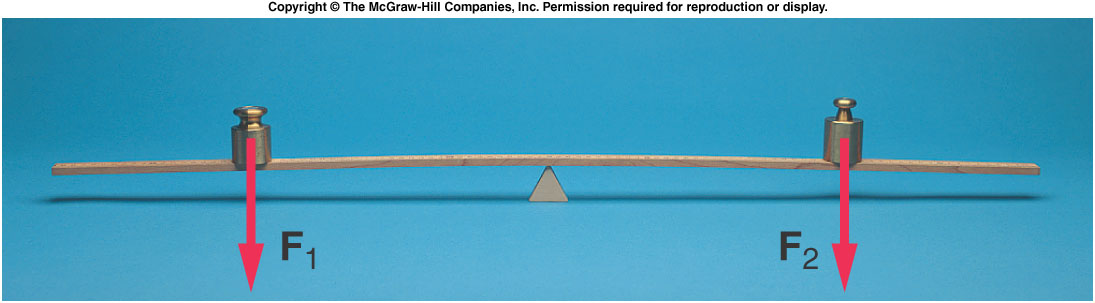 Copyright © The McGraw-Hill Companies, Inc. Permission required for reproduction or display.
F1 F2